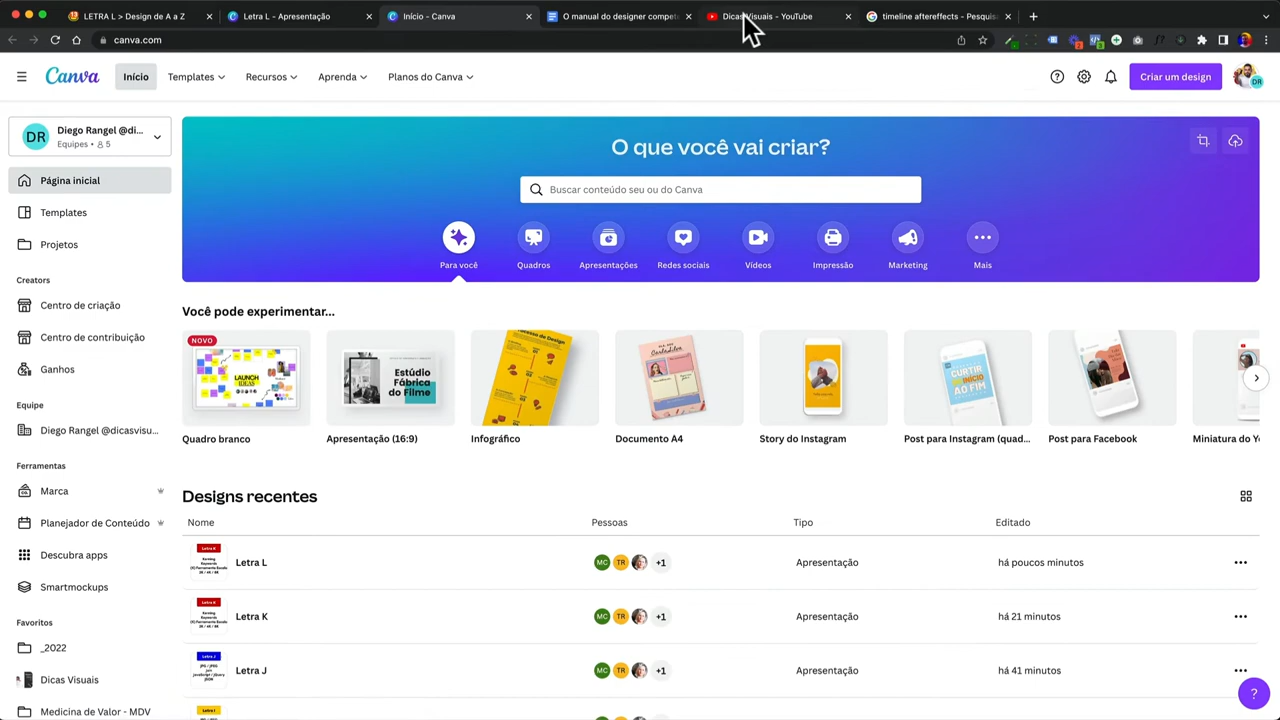 LETRA L > Design de A a Z
Letra L - Apresentação
Início - Canva
O manual do designer compet
Dicas Visuais - YouTube
timeline aftereffects - Pesquis
canva.com
Canva
Início
Templates
Recursos
Aprenda
Planos do Canva
Criar um design
DR
Diego Rangel @di...
Equipes • 5
Página inicial
Templates
Projetos
Creators
Centro de criação
Centro de contribuição
Ganhos
Equipe
Diego Rangel @dicasvisu...
Ferramentas
Marca
Planejador de Conteúdo
Descubra apps
Smartmockups
Favoritos
_2022
Dicas Visuais
Medicina de Valor - MDV
O que você vai criar?
Buscar conteúdo seu ou do Canva
Para você
Quadros
Apresentações
Redes sociais
Vídeos
Impressão
Marketing
Mais
Você pode experimentar...
NOVO
LAUNCH
IDEAS
Estúdio
Fábrica
do Filme
CURTIR
DO INÍCIO
AO FIM
Quadro branco
Apresentação (16:9)
Infográfico
Documento A4
Story do Instagram
Post para Instagram (quad...
Post para Facebook
Miniatura do Y
Designs recentes
Nome
Pessoas
Tipo
Editado
Letra L
MC
TR
+1
Apresentação
há poucos minutos
Letra K
MC
TR
+1
Apresentação
há 21 minutos
Letra J
MC
TR
+1
Apresentação
há 41 minutos
?